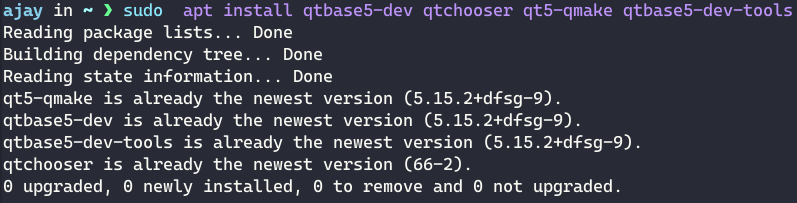 ajay in ~ ❯ sudo  apt install qtbase5-dev qtchooser qt5-qmake qtbase5-dev-tools
Reading package lists... Done
Building dependency tree... Done
Reading state information... Done
qt5-qmake is already the newest version (5.15.2+dfsg-9).
qtbase5-dev is already the newest version (5.15.2+dfsg-9).
qtbase5-dev-tools is already the newest version (5.15.2+dfsg-9).
qtchooser is already the newest version (66-2).
0 upgraded, 0 newly installed, 0 to remove and 0 not upgraded.